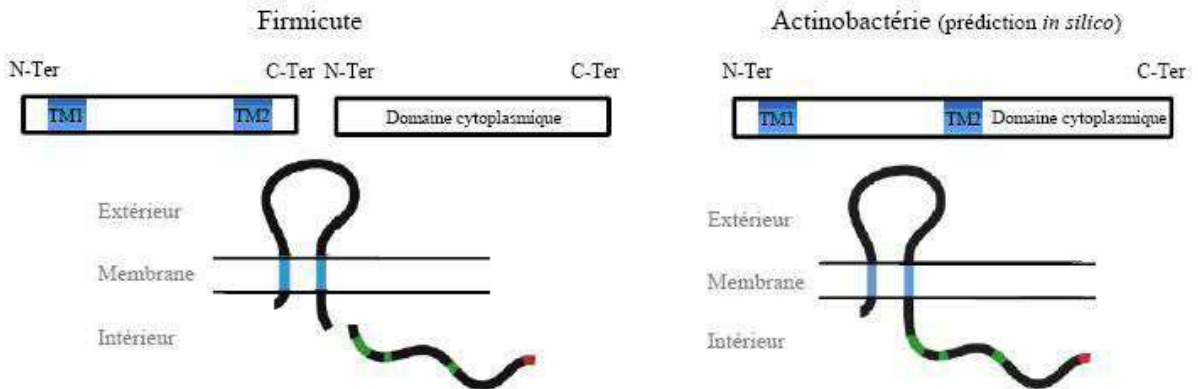 Firmicute
N-Ter C-Ter N-Ter C-Ter
TM1 TM2 Domaine cytoplasmique
Extérieur
Membrane
Intérieur
Actinobactérie (prédiction in silico)
N-Ter C-Ter
TM1 TM2 Domaine cytoplasmique
Extérieur
Membrane
Intérieur